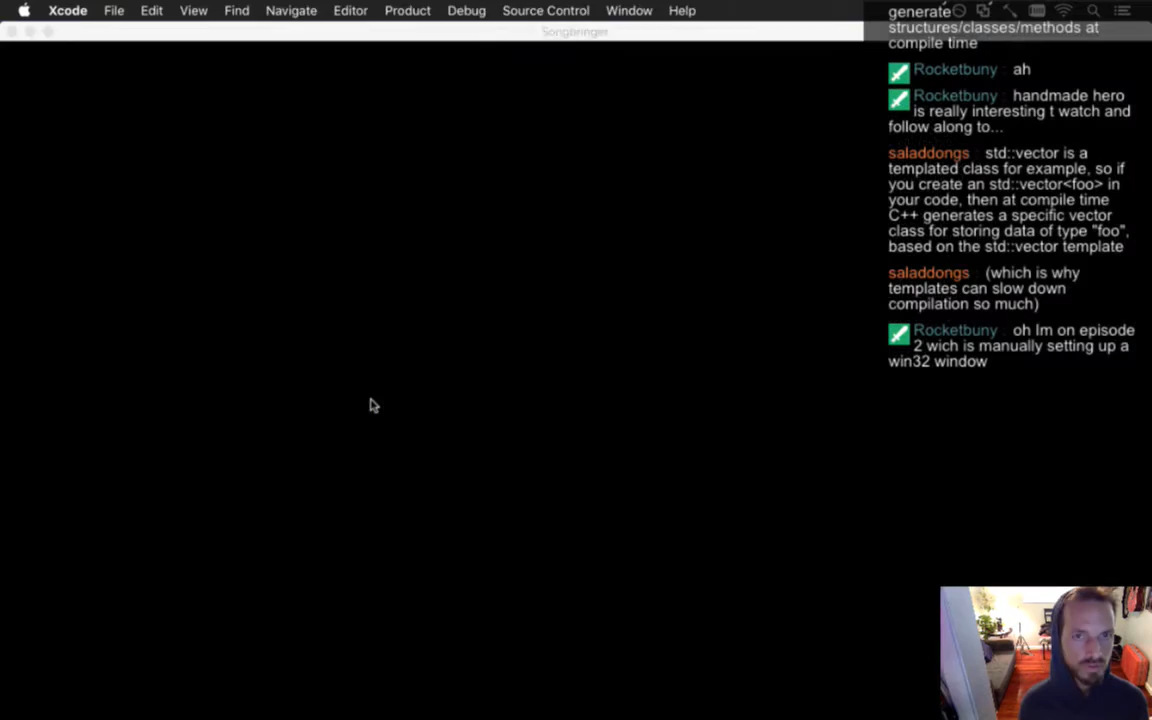 Xcode File Edit View Find Navigate Editor Product Debug Source Control Window Help
Songbringer
generate
structures/classes/methods at
compile time
Rocketbuny : ah
Rocketbuny : handmade hero
is really interesting t watch and
follow along to...
saladdongs : std::vector is a
templated class for example, so if
you create an std::vector<foo> in
your code, then at compile time
C++ generates a specific vector
class for storing data of type "foo",
based on the std::vector template
saladdongs : (which is why
templates can slow down
compilation so much)
Rocketbuny : oh Im on episode
2 wich is manually setting up a
win32 window